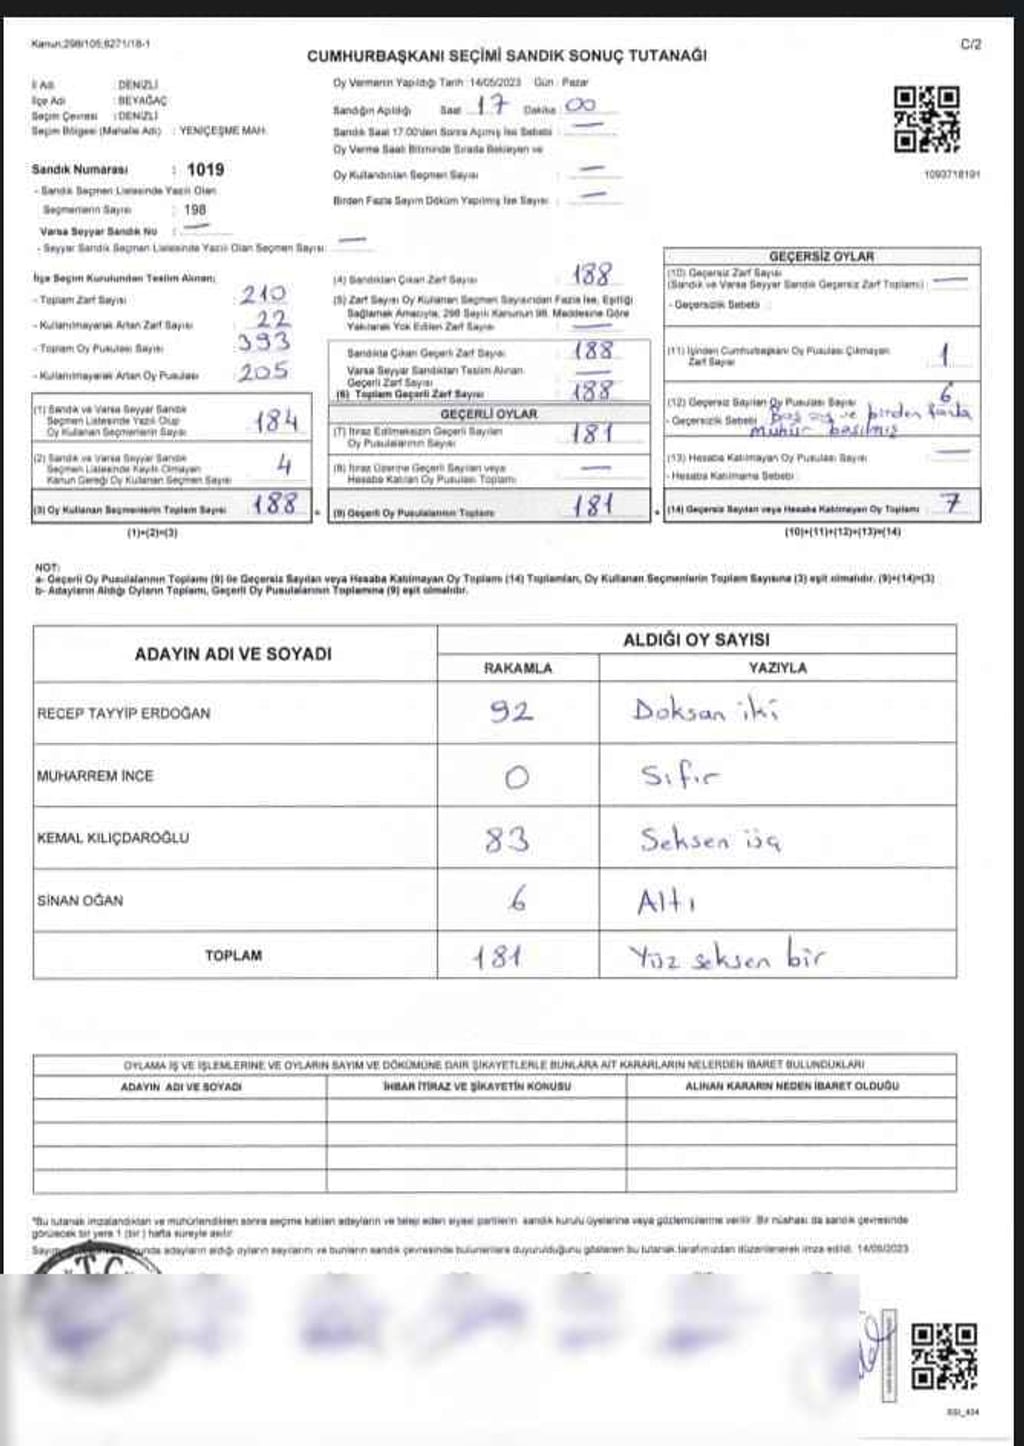 Kanun:298/105;6271/18-1
C/2
CUMHURBAŞKANI SEÇİMİ SANDIK SONUÇ TUTANAĞI
İl Adı : DENİZLİ
İlçe Adı : BEYAĞAÇ
Seçim Çevresi : DENİZLİ
Seçim Bölgesi (Mahalle Adı) : YENİÇEŞME MAH.
Sandık Numarası : 1019
- Sandık Seçmen Listesinde Yazılı Olan
Seçmenlerin Sayısı : 198
Varsa Seyyar Sandık No : —
- Seyyar Sandık Seçmen Listesinde Yazılı Olan Seçmen Sayısı: —
Oy Vermenin Yapıldığı Tarih :14/05/2023 Gün : Pazar
Sandığın Açıldığı Saat : 17 Dakika : 00
Sandık Saat 17.00'den Sonra Açılmış İse Sebebi : —
Oy Verme Saati Bitiminde Sırada Bekleyen ve
Oy Kullandırılan Seçmen Sayısı : —
Birden Fazla Sayım Döküm Yapılmış İse Sayısı : —
1093718191
İlçe Seçim Kurulundan Teslim Alınan;
- Toplam Zarf Sayısı : 210
- Kullanılmayarak Artan Zarf Sayısı : 22
- Toplam Oy Pusulası Sayısı : 393
- Kullanılmayarak Artan Oy Pusulası : 205
(1) Sandık ve Varsa Seyyar Sandık
Seçmen Listesinde Yazılı Olup
Oy Kullanan Seçmenlerin Sayısı : 184
(2) Sandık ve Varsa Seyyar Sandık
Seçmen Listesinde Kayıtlı Olmayan
Kanun Gereği Oy Kullanan Seçmen Sayısı : 4
(3) Oy Kullanan Seçmenlerin Toplam Sayısı : 188
(1)+(2)=(3)
(4) Sandıktan Çıkan Zarf Sayısı : 188
(5) Zarf Sayısı Oy Kullanan Seçmen Sayısından Fazla İse, Eşitliği
Sağlamak Amacıyla, 298 Sayılı Kanunun 98. Maddesine Göre
Yakılarak Yok Edilen Zarf Sayısı : —
Sandıkta Çıkan Geçerli Zarf Sayısı : 188
Varsa Seyyar Sandıktan Teslim Alınan
Geçerli Zarf Sayısı : —
(6) Toplam Geçerli Zarf Sayısı : 188
GEÇERLİ OYLAR
(7) İtiraz Edilmeksizin Geçerli Sayılan
Oy Pusulalarının Sayısı : 181
(8) İtiraz Üzerine Geçerli Sayılan veya
Hesaba Katılan Oy Pusulası Toplamı : —
(9) Geçerli Oy Pusulalarının Toplamı : 181
GEÇERSİZ OYLAR
(10) Geçersiz Zarf Sayısı
(Sandık ve Varsa Seyyar Sandık Geçersiz Zarf Toplamı) : —
- Geçersizlik Sebebi :
(11) İçinden Cumhurbaşkanı Oy Pusulası Çıkmayan
Zarf Sayısı : 1
(12) Geçersiz Sayılan Oy Pusulası Sayısı : 6
- Geçersizlik Sebebi : Boş oy ve birden fazla
mühür basılmış
(13) Hesaba Katılmayan Oy Pusulası Sayısı : —
- Hesaba Katılmama Sebebi :
(14) Geçersiz Sayılan veya Hesaba Katılmayan Oy Toplamı : 7
(10)+(11)+(12)+(13)=(14)
NOT:
a- Geçerli Oy Pusulalarının Toplamı (9) ile Geçersiz Sayılan veya Hesaba Katılmayan Oy Toplamı (14) Toplamları, Oy Kullanan Seçmenlerin Toplam Sayısına (3) eşit olmalıdır. (9)+(14)=(3)
b- Adayların Aldığı Oyların Toplamı, Geçerli Oy Pusulalarının Toplamına (9) eşit olmalıdır.
ADAYIN ADI VE SOYADI
ALDIĞI OY SAYISI
RAKAMLA YAZIYLA
RECEP TAYYİP ERDOĞAN 92 Doksan iki
MUHARREM İNCE 0 Sıfır
KEMAL KILIÇDAROĞLU 83 Seksen üç
SİNAN OĞAN 6 Altı
TOPLAM 181 Yüz seksen bir
OYLAMA İŞ VE İŞLEMLERİNE VE OYLARIN SAYIM VE DÖKÜMÜNE DAİR ŞİKAYETLERLE BUNLARA AİT KARARLARIN NELERDEN İBARET BULUNDUKLARI
ADAYIN ADI VE SOYADI İHBAR İTİRAZ VE ŞİKAYETİN KONUSU ALINAN KARARIN NEDEN İBARET OLDUĞU
*Bu tutanak imzalandıktan ve mühürlendikten sonra seçime katılan adayların ve talep eden siyasi partilerin sandık kurulu üyelerine veya gözlemcilerine verilir. Bir nüshası da sandık çevresinde
görülecek bir yere 1 (bir) hafta süreyle asılır.
adayların aldığı oyların sayılarını ve bunların sandık çevresinde bulunanlara duyurulduğunu gösteren bu tutanak tarafımızdan düzenlenerek imza edildi. 14/05/2023
T.C.